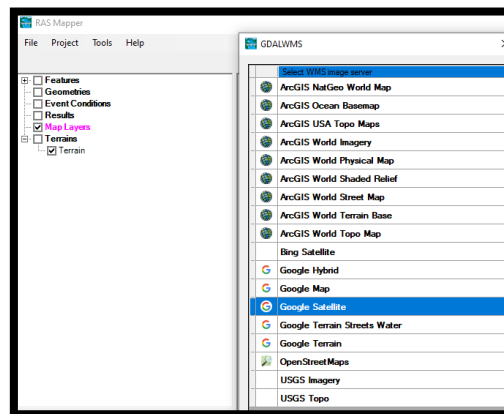 RAS Mapper
File Project Tools Help
Features
Geometries
Event Conditions
Results
Map Layers
Terrains
Terrain
GDALWMS
Select WMS image server
ArcGIS NatGeo World Map
ArcGIS Ocean Basemap
ArcGIS USA Topo Maps
ArcGIS World Imagery
ArcGIS World Physical Map
ArcGIS World Shaded Relief
ArcGIS World Street Map
ArcGIS World Terrain Base
ArcGIS World Topo Map
Bing Satellite
Google Hybrid
Google Map
Google Satellite
Google Terrain Streets Water
Google Terrain
OpenStreetMaps
USGS Imagery
USGS Topo